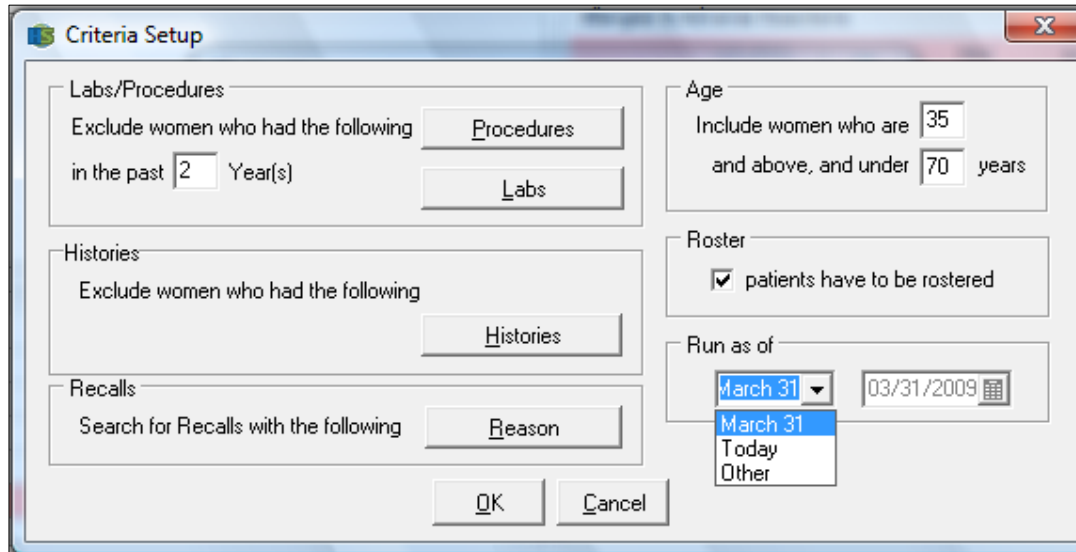 Criteria Setup
Labs/Procedures
Exclude women who had the following
Procedures
in the past 2 Year(s)
Labs
Histories
Exclude women who had the following
Histories
Recalls
Search for Recalls with the following
Reason
Age
Include women who are 35
and above, and under 70 years
Roster
patients have to be rostered
Run as of
March 31 03/31/2009
March 31
Today
Other
OK Cancel